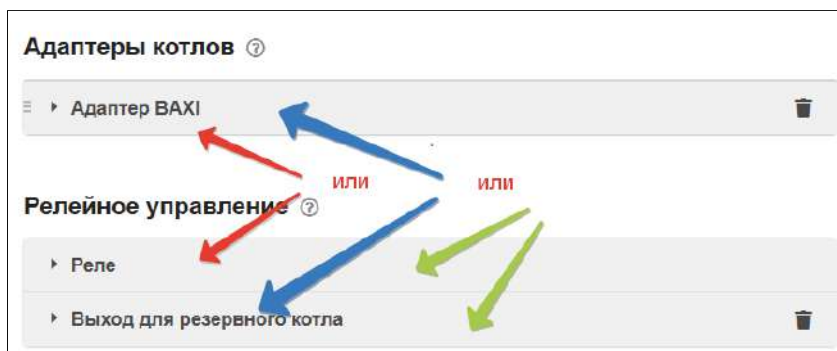 Адаптеры котлов ?
Адаптер BAXI
или
или
Релейное управление ?
Реле
Выход для резервного котла